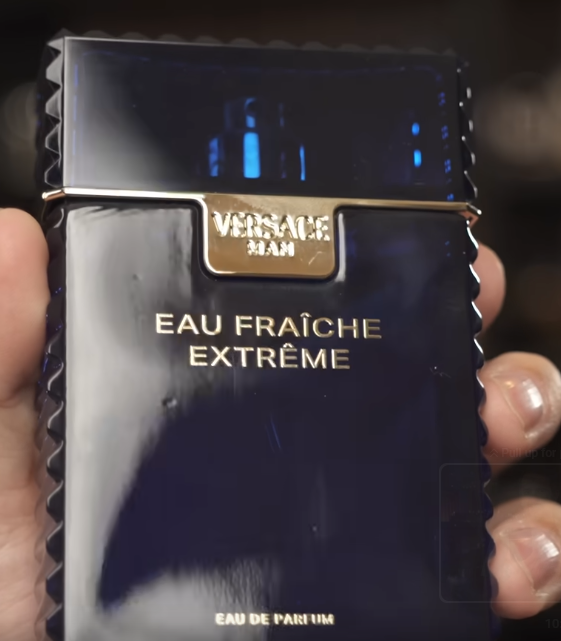 VERSACE
MAN
EAU FRAÎCHE
EXTRÊME
EAU DE PARFUM